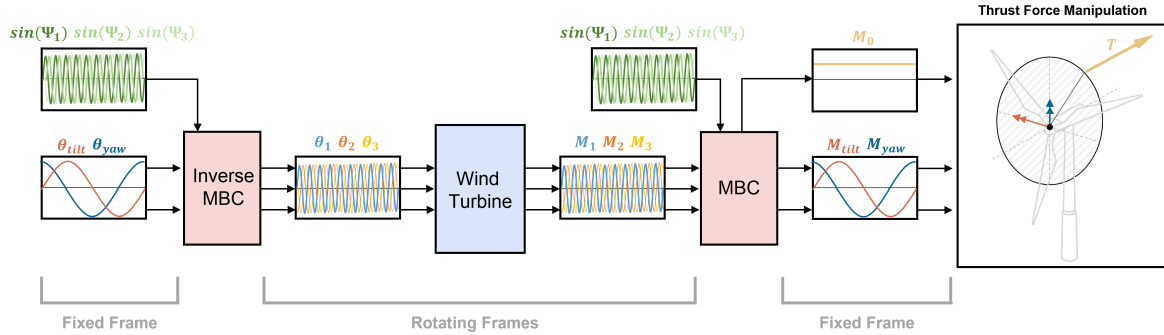 Thrust Force Manipulation
sin(Ψ₁) sin(Ψ₂) sin(Ψ₃)
sin(Ψ₁) sin(Ψ₂) sin(Ψ₃)
M₀
T
θₜᵢₗₜ θyaw
Inverse
MBC
θ₁ θ₂ θ₃
Wind
Turbine
M₁ M₂ M₃
MBC
Mₜᵢₗₜ Myaw
Fixed Frame
Rotating Frames
Fixed Frame